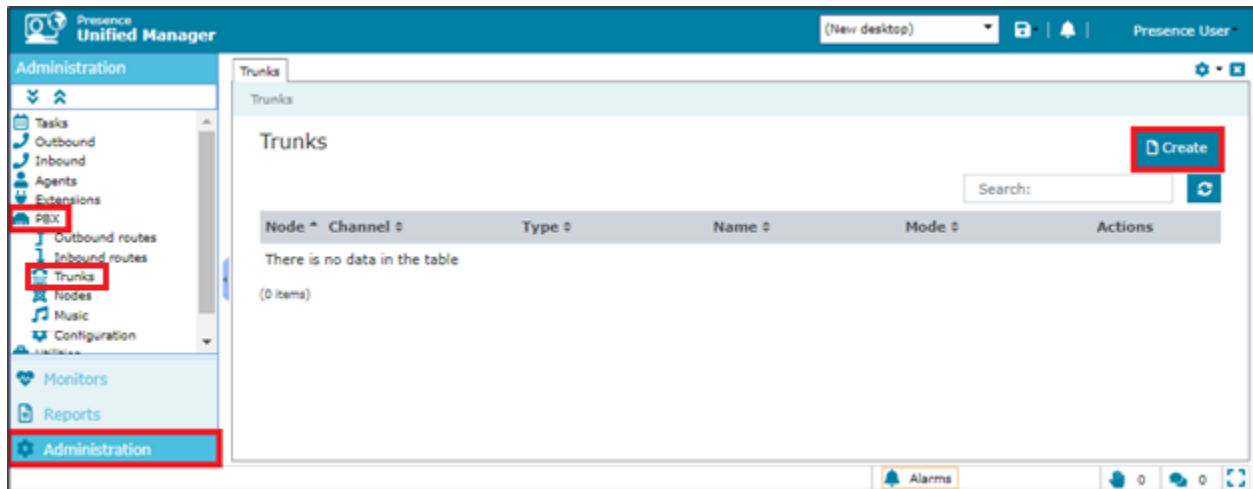 Presence
Unified Manager
(New desktop)
Presence User
Administration
Trunks
Trunks
Tasks
Outbound
Inbound
Agents
Extensions
PBX
Outbound routes
Inbound routes
Trunks
Nodes
Music
Configuration
Utilities
Monitors
Reports
Administration
Trunks
Create
Search:
Node Channel Type Name Mode Actions
There is no data in the table
(0 items)
Alarms
0
0